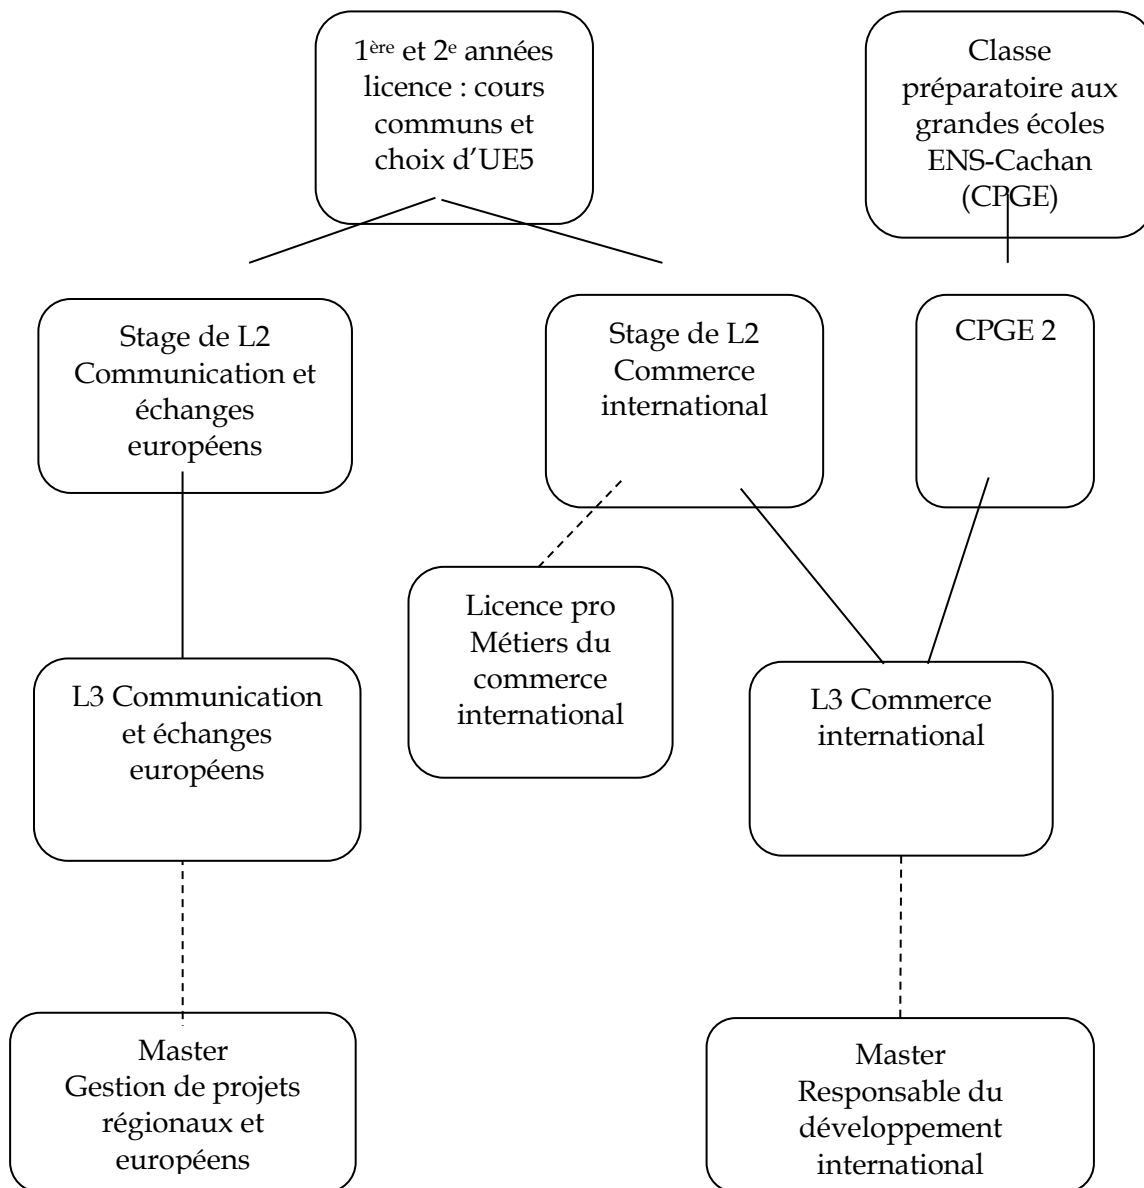 1ère et 2e années
licence : cours
communs et
choix d’UE5
Classe
préparatoire aux
grandes écoles
ENS-Cachan
(CPGE)
Stage de L2
Communication et
échanges
européens
Stage de L2
Commerce
international
CPGE 2
Licence pro
Métiers du
commerce
international
L3 Communication
et échanges
européens
L3 Commerce
international
Master
Gestion de projets
régionaux et
européens
Master
Responsable du
développement
international